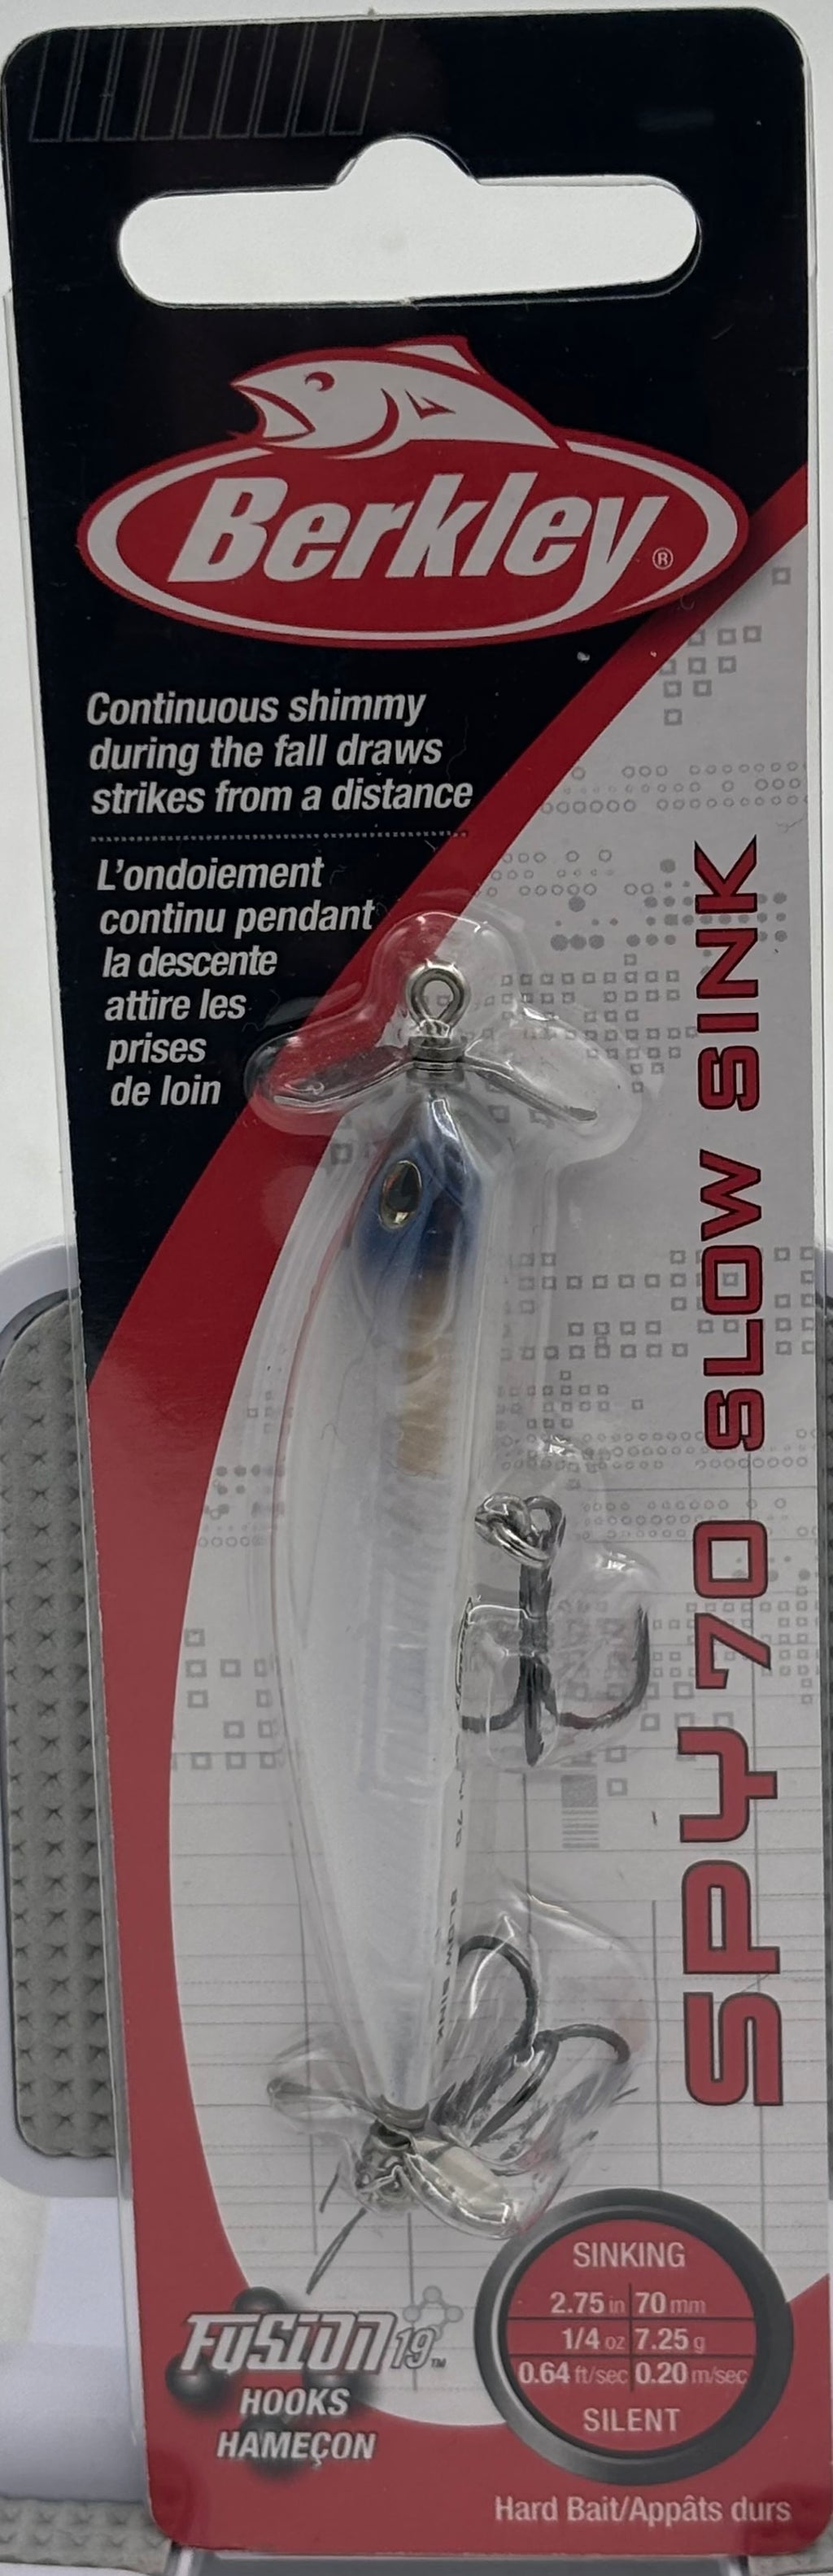 Berkley®
Continuous shimmy
during the fall draws
strikes from a distance
L'ondoiement
continu pendant
la descente
attire les
prises
de loin
SPY 70 SLOW SINK
SLOW SINK
FUSION19™
HOOKS
HAMEÇON
SINKING
2.75 in 70 mm
1/4 oz 7.25 g
0.64 ft/sec 0.20 m/sec
SILENT
Hard Bait/Appâts durs